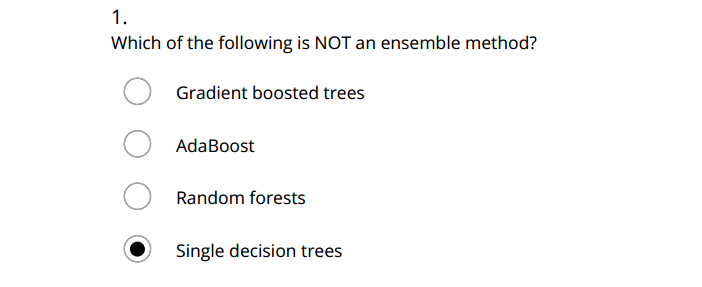 1.
Which of the following is NOT an ensemble method?
Gradient boosted trees
AdaBoost
Random forests
Single decision trees